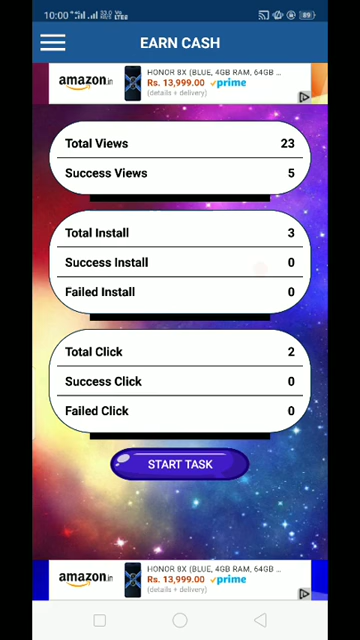 10:00
89
EARN CASH
amazon.in
HONOR 8X (BLUE, 4GB RAM, 64GB ...
Rs. 13,999.00 prime
(details + delivery)
Total Views 23
Success Views 5
Total Install 3
Success Install 0
Failed Install 0
Total Click 2
Success Click 0
Failed Click 0
START TASK
amazon.in
HONOR 8X (BLUE, 4GB RAM, 64GB ...
Rs. 13,999.00 prime
(details + delivery)